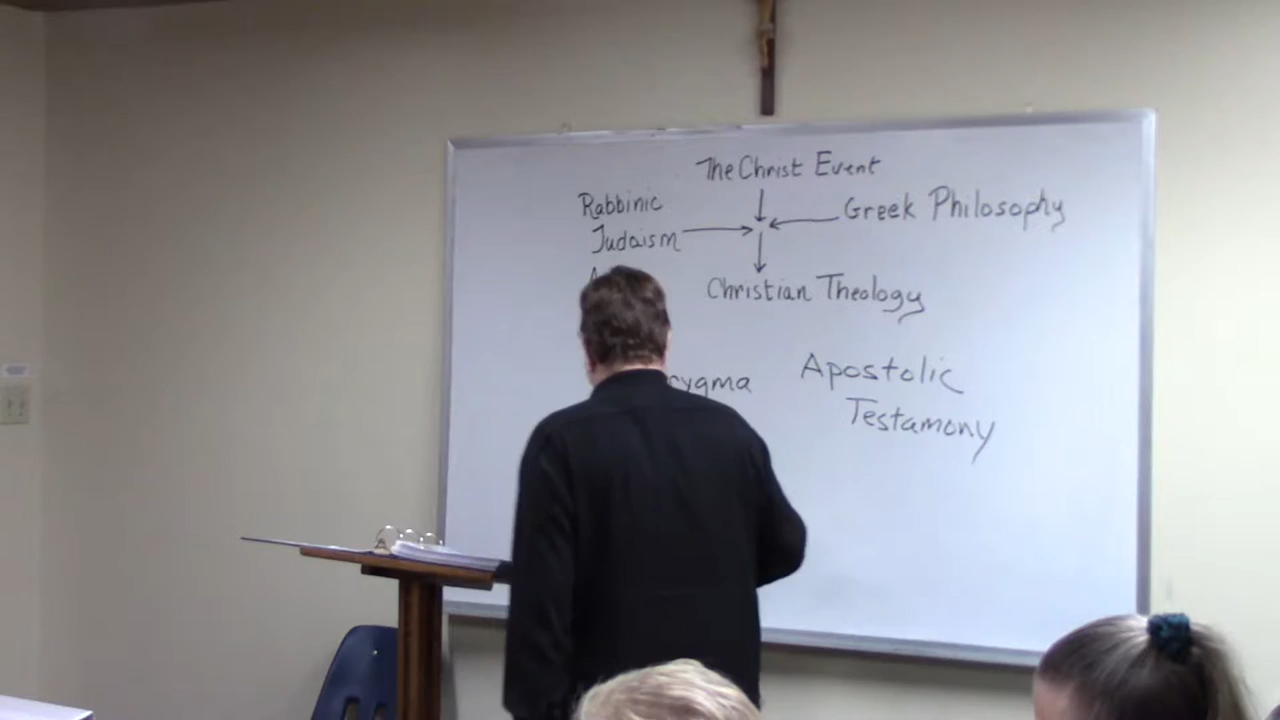 The Christ Event
Rabbinic
Judaism
Greek Philosophy
Christian Theology
Apostolic
Testamony